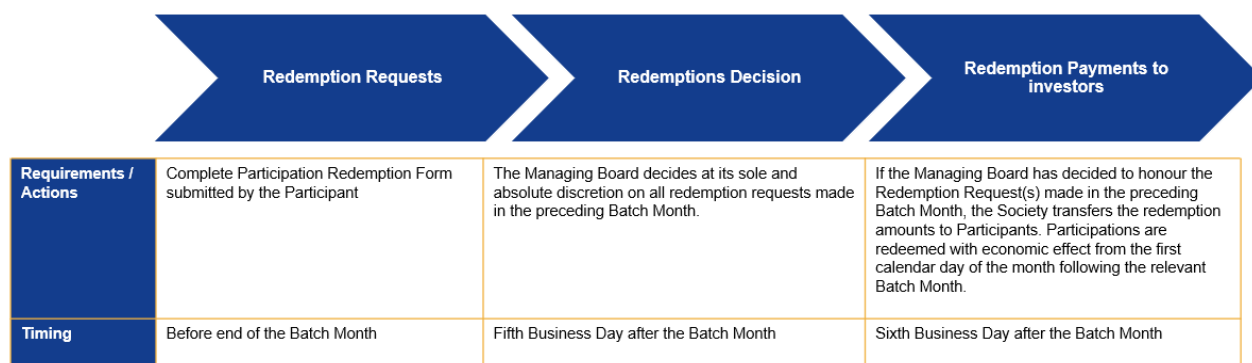 Redemption Requests
Redemptions Decision
Redemption Payments to
investors
Requirements /
Actions
Complete Participation Redemption Form
submitted by the Participant
The Managing Board decides at its sole and
absolute discretion on all redemption requests made
in the preceding Batch Month.
If the Managing Board has decided to honour the
Redemption Request(s) made in the preceding
Batch Month, the Society transfers the redemption
amounts to Participants. Participations are
redeemed with economic effect from the first
calendar day of the month following the relevant
Batch Month.
Timing
Before end of the Batch Month
Fifth Business Day after the Batch Month
Sixth Business Day after the Batch Month